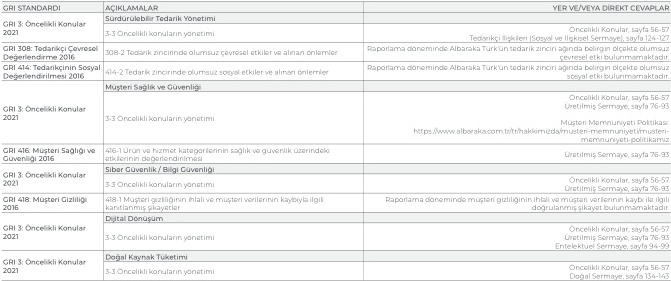 GRI STANDARDI AÇIKLAMALAR YER VE/VEYA DİREKT CEVAPLAR
Sürdürülebilir Tedarik Yönetimi
GRI 3: Öncelikli Konular
2021
3-3 Öncelikli konuların yönetimi
Öncelikli Konular, sayfa 56-57
Tedarikçi İlişkileri (Sosyal ve İlişkisel Sermaye), sayfa 124-127
GRI 308: Tedarikçi Çevresel
Değerlendirme 2016
308-2 Tedarik zincirinde olumsuz çevresel etkiler ve alınan önlemler
Raporlama döneminde Albaraka Türk'ün tedarik zinciri ağında belirgin ölçekte olumsuz
çevresel etki bulunmamaktadır.
GRI 414: Tedarikçinin Sosyal
Değerlendirilmesi 2016
414-2 Tedarik zincirinde olumsuz sosyal etkiler ve alınan önlemler
Raporlama döneminde Albaraka Türk'ün tedarik zinciri ağında belirgin ölçekte olumsuz
sosyal etki bulunmamaktadır.
Müşteri Sağlık ve Güvenliği
GRI 3: Öncelikli Konular
2021
3-3 Öncelikli konuların yönetimi
Öncelikli Konular, sayfa 56-57
Üretilmiş Sermaye, sayfa 76-93
Müşteri Memnuniyeti Politikası:
https://www.albaraka.com.tr/tr/hakkimizda/musteri-memnuniyeti/musteri-
memnuniyeti-politikamiz
GRI 416: Müşteri Sağlığı ve
Güvenliği 2016
416-1 Ürün ve hizmet kategorilerinin sağlık ve güvenlik üzerindeki
etkilerinin değerlendirilmesi
Üretilmiş Sermaye, sayfa 76-93
Siber Güvenlik / Bilgi Güvenliği
GRI 3: Öncelikli Konular
2021
3-3 Öncelikli konuların yönetimi
Öncelikli Konular, sayfa 56-57
Üretilmiş Sermaye, sayfa 76-93
GRI 418: Müşteri Gizliliği
2016
418-1 Müşteri gizliliğinin ihlali ve müşteri verilerinin kaybıyla ilgili
kanıtlanmış şikayetler
Raporlama döneminde müşteri gizliliğinin ihlali ve müşteri verilerinin kaybı ile ilgili
doğrulanmış şikayet bulunmamaktadır.
Dijital Dönüşüm
GRI 3: Öncelikli Konular
2021
3-3 Öncelikli konuların yönetimi
Öncelikli Konular, sayfa 56-57
Üretilmiş Sermaye, sayfa 76-93
Entelektüel Sermaye, sayfa 94-99
Doğal Kaynak Tüketimi
GRI 3: Öncelikli Konular
2021
3-3 Öncelikli konuların yönetimi
Öncelikli Konular, sayfa 56-57
Doğal Sermaye, sayfa 134-143